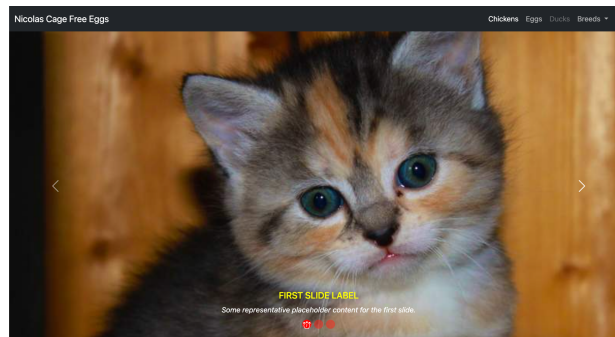 Nicolas Cage Free Eggs
Chickens Eggs Ducks Breeds
FIRST SLIDE LABEL
Some representative placeholder content for the first slide.